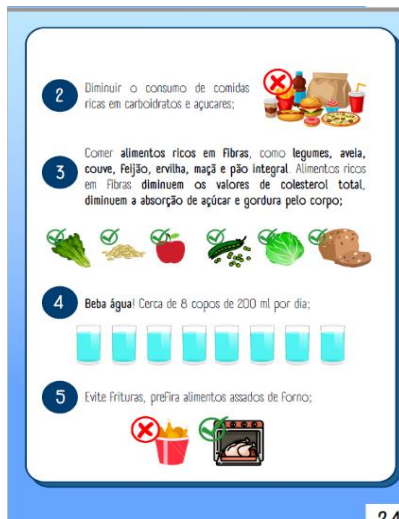 2
Diminuir o consumo de comidas
ricas em carboidratos e açucares;
3
Comer alimentos ricos em fibras, como legumes, aveia,
couve, feijão, ervilha, maçã e pão integral. Alimentos ricos
em fibras diminuem os valores de colesterol total,
diminuem a absorção de açúcar e gordura pelo corpo;
4
Beba água! Cerca de 8 copos de 200 ml por dia;
5
Evite frituras, prefira alimentos assados de forno;
24